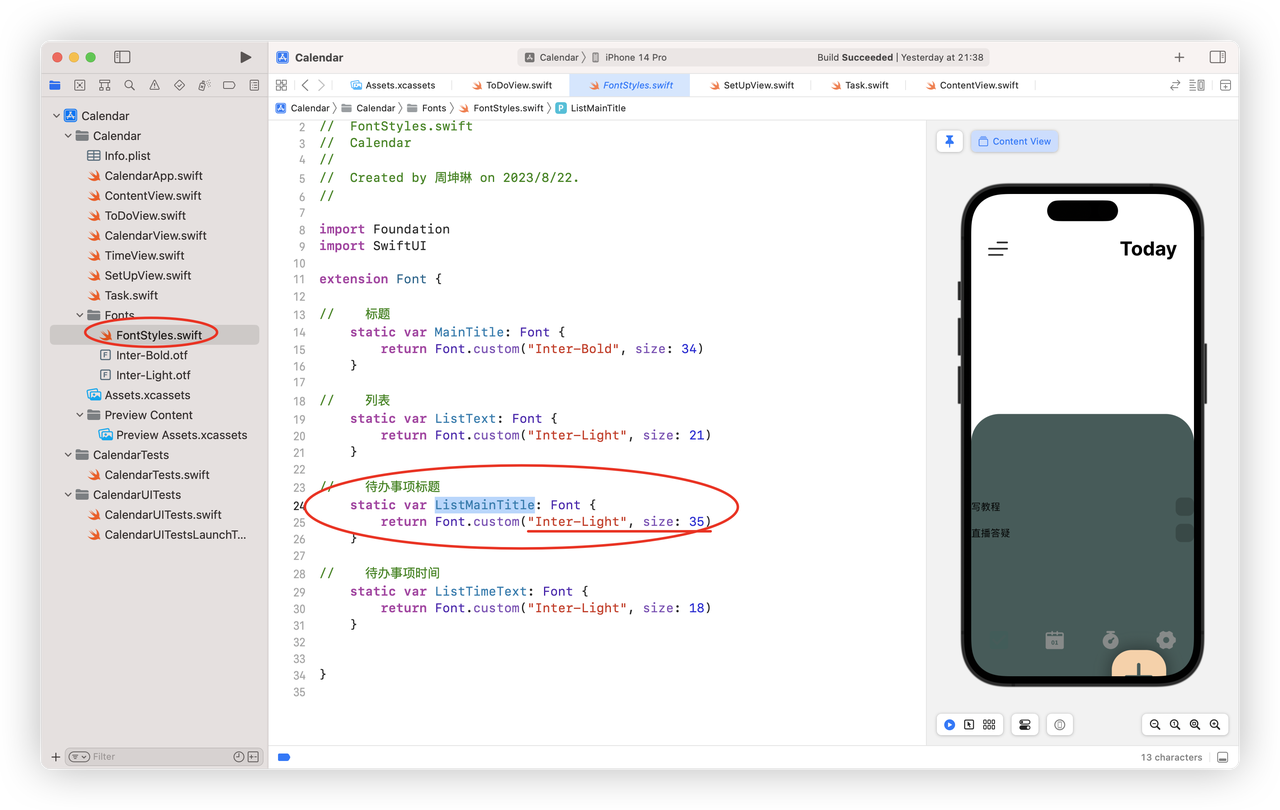 Calendar
Calendar 〉 iPhone 14 Pro
Build Succeeded | Yesterday at 21:38
Assets.xcassets
ToDoView.swift
FontStyles.swift
SetUpView.swift
Task.swift
ContentView.swift
Calendar 〉 Calendar 〉 Fonts 〉 FontStyles.swift 〉 P ListMainTitle
Calendar
Calendar
Info.plist
CalendarApp.swift
ContentView.swift
ToDoView.swift
CalendarView.swift
TimeView.swift
SetUpView.swift
Task.swift
Fonts
FontStyles.swift
Inter-Bold.otf
Inter-Light.otf
Assets.xcassets
Preview Content
Preview Assets.xcassets
CalendarTests
CalendarTests.swift
CalendarUITests
CalendarUITests.swift
CalendarUITestsLaunchT...
Filter
2 //  FontStyles.swift
3 //  Calendar
4 //
5 //  Created by 周坤琳 on 2023/8/22.
6 //
7
8 import Foundation
9 import SwiftUI
10
11 extension Font {
12
13 //    标题
14     static var MainTitle: Font {
15         return Font.custom("Inter-Bold", size: 34)
16     }
17
18 //    列表
19     static var ListText: Font {
20         return Font.custom("Inter-Light", size: 21)
21     }
22
23 //    待办事项标题
24     static var ListMainTitle: Font {
25         return Font.custom("Inter-Light", size: 35)
26     }
27
28 //    待办事项时间
29     static var ListTimeText: Font {
30         return Font.custom("Inter-Light", size: 18)
31     }
32
33
34 }
35
Content View
Today
写教程
直播答疑
01
13 characters